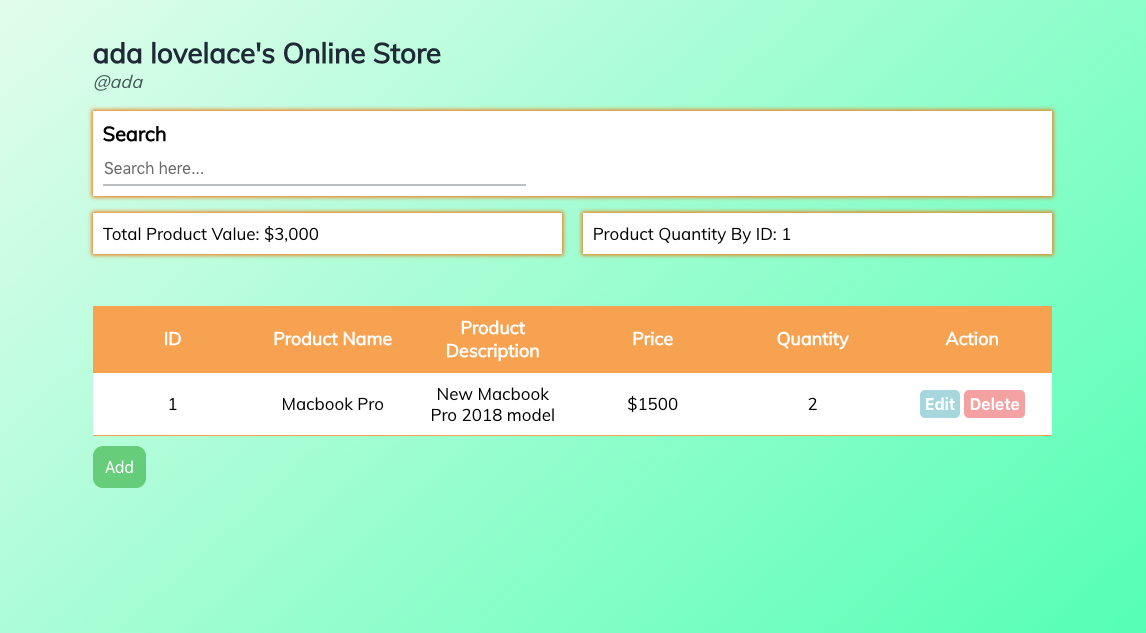 ada lovelace's Online Store
@ada
Search
Search here...
Total Product Value: $3,000
Product Quantity By ID: 1
ID
Product Name
Product
Description
Price
Quantity
Action
1
Macbook Pro
New Macbook
Pro 2018 model
$1500
2
Edit
Delete
Add